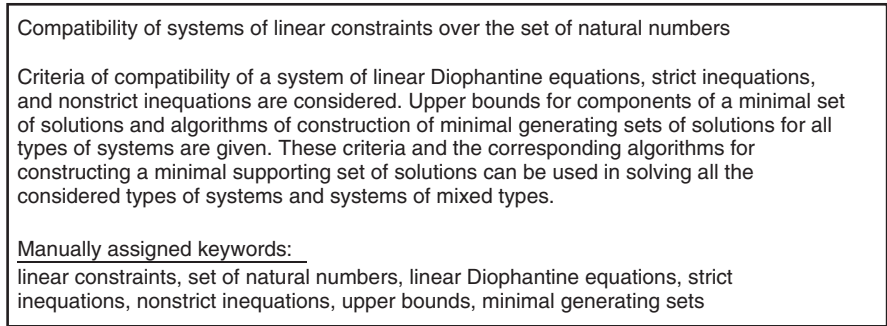 Compatibility of systems of linear constraints over the set of natural numbers
Criteria of compatibility of a system of linear Diophantine equations, strict inequations,
and nonstrict inequations are considered. Upper bounds for components of a minimal set
of solutions and algorithms of construction of minimal generating sets of solutions for all
types of systems are given. These criteria and the corresponding algorithms for
constructing a minimal supporting set of solutions can be used in solving all the
considered types of systems and systems of mixed types.
Manually assigned keywords:
linear constraints, set of natural numbers, linear Diophantine equations, strict
inequations, nonstrict inequations, upper bounds, minimal generating sets